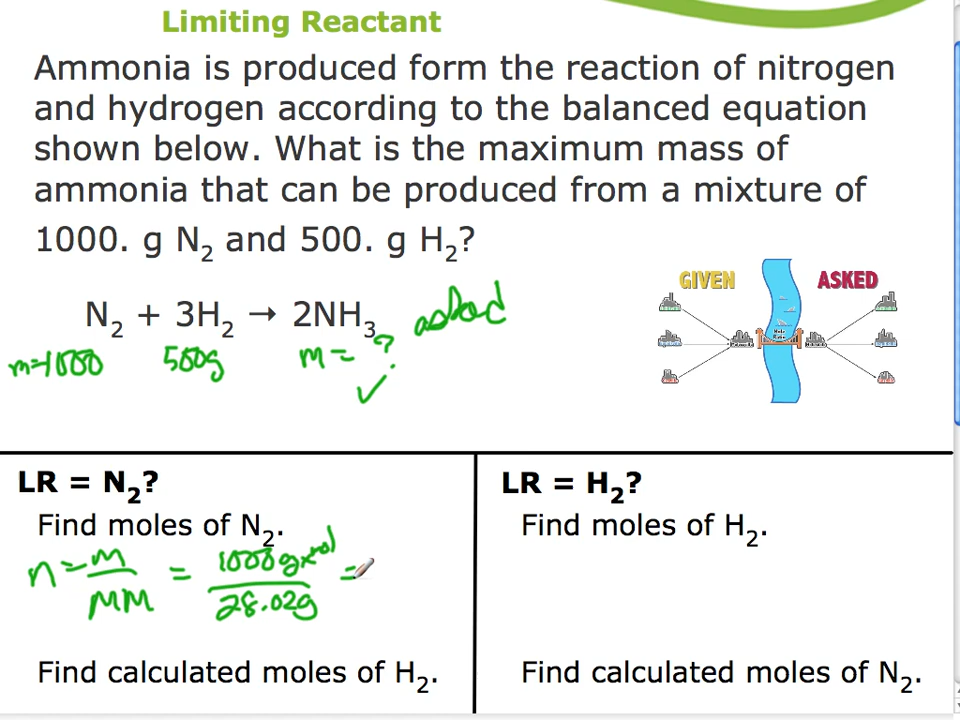 Limiting Reactant
Ammonia is produced form the reaction of nitrogen
and hydrogen according to the balanced equation
shown below. What is the maximum mass of
ammonia that can be produced from a mixture of
1000. g N₂ and 500. g H₂?
GIVEN ASKED
N₂ + 3H₂ → 2NH₃ asked
m=1000 500g m = ?
✓
LR = N₂?
Find moles of N₂.
n = m/MM = 1000g x mol/28.02g =
Find calculated moles of H₂.
LR = H₂?
Find moles of H₂.
Find calculated moles of N₂.